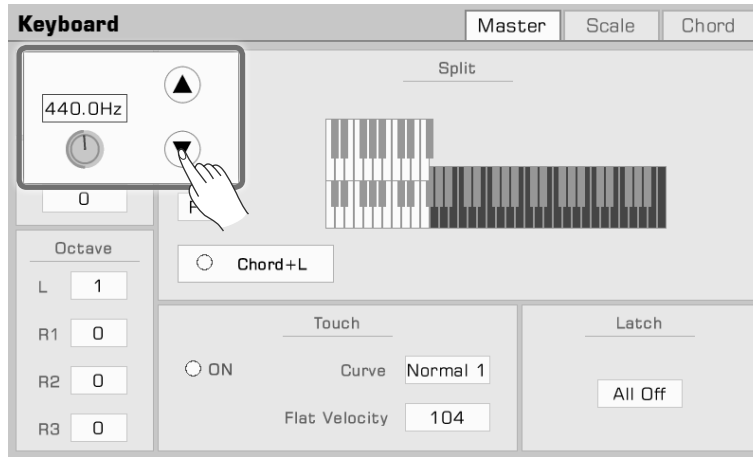 Keyboard
Master
Scale
Chord
440.0Hz
0
Split
Chord+L
Octave
L 1
R1 0
R2 0
R3 0
Touch
ON
Curve Normal 1
Flat Velocity 104
Latch
All Off